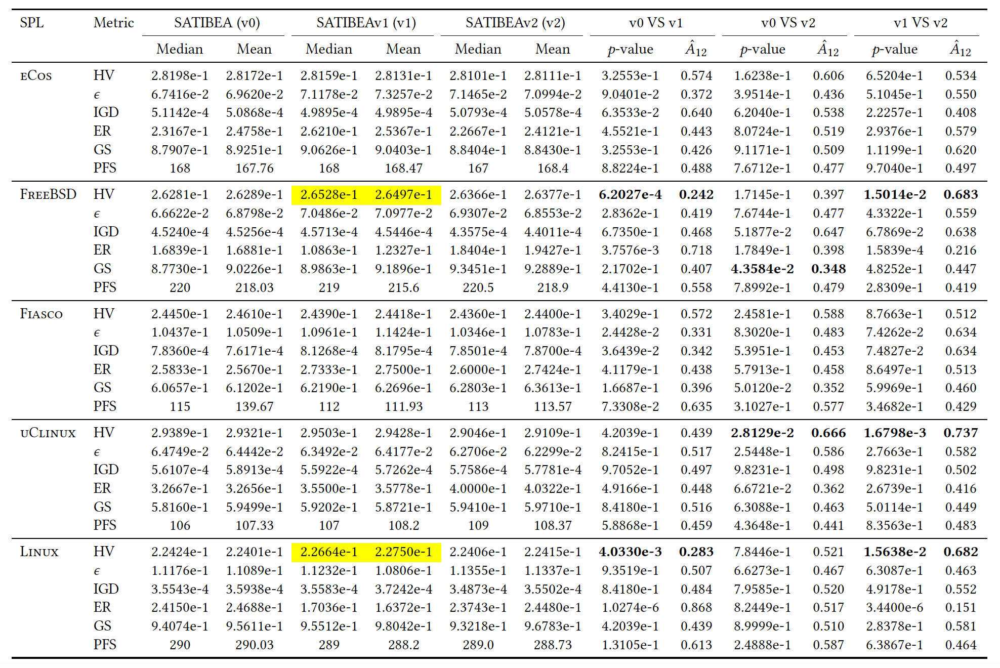 SPL Metric SATIBEA (v0) SATIBEAv1 (v1) SATIBEAv2 (v2) v0 VS v1 v0 VS v2 v1 VS v2
Median Mean Median Mean Median Mean p-value Â12 p-value Â12 p-value Â12
eCos HV 2.8198e-1 2.8172e-1 2.8159e-1 2.8131e-1 2.8101e-1 2.8111e-1 3.2553e-1 0.574 1.6238e-1 0.606 6.5204e-1 0.534
ϵ 6.7416e-2 6.9620e-2 7.1178e-2 7.3257e-2 7.1465e-2 7.0994e-2 9.0401e-2 0.372 3.9514e-1 0.436 5.1045e-1 0.550
IGD 5.1142e-4 5.0868e-4 4.9895e-4 4.9895e-4 5.0793e-4 5.0578e-4 6.3533e-2 0.640 6.2040e-1 0.538 2.2257e-1 0.408
ER 2.3167e-1 2.4758e-1 2.6210e-1 2.5367e-1 2.2667e-1 2.4121e-1 4.5521e-1 0.443 8.0724e-1 0.519 2.9376e-1 0.579
GS 8.7907e-1 8.9251e-1 9.0626e-1 9.0403e-1 8.8404e-1 8.8430e-1 3.2553e-1 0.426 9.1171e-1 0.509 1.1199e-1 0.620
PFS 168 167.76 168 168.47 167 168.4 8.8224e-1 0.488 7.6712e-1 0.477 9.7040e-1 0.497
FreeBSD HV 2.6281e-1 2.6289e-1 2.6528e-1 2.6497e-1 2.6366e-1 2.6377e-1 6.2027e-4 0.242 1.7145e-1 0.397 1.5014e-2 0.683
ϵ 6.6622e-2 6.8798e-2 7.0486e-2 7.0977e-2 6.9307e-2 6.8553e-2 2.8362e-1 0.419 7.6744e-1 0.477 4.3322e-1 0.559
IGD 4.5240e-4 4.5256e-4 4.5713e-4 4.5446e-4 4.3575e-4 4.4011e-4 6.7350e-1 0.468 5.1877e-2 0.647 6.7869e-2 0.638
ER 1.6839e-1 1.6881e-1 1.0863e-1 1.2327e-1 1.8404e-1 1.9427e-1 3.7576e-3 0.718 1.7849e-1 0.398 1.5839e-4 0.216
GS 8.7730e-1 9.0226e-1 8.9863e-1 9.1896e-1 9.3451e-1 9.2889e-1 2.1702e-1 0.407 4.3584e-2 0.348 4.8252e-1 0.447
PFS 220 218.03 219 215.6 220.5 218.9 4.4130e-1 0.558 7.8992e-1 0.479 2.8309e-1 0.419
Fiasco HV 2.4450e-1 2.4610e-1 2.4390e-1 2.4418e-1 2.4360e-1 2.4400e-1 3.4029e-1 0.572 2.4581e-1 0.588 8.7663e-1 0.512
ϵ 1.0437e-1 1.0509e-1 1.0961e-1 1.1424e-1 1.0346e-1 1.0783e-1 2.4428e-2 0.331 8.3020e-1 0.483 7.4262e-2 0.634
IGD 7.8360e-4 7.6171e-4 8.1268e-4 8.1795e-4 7.8501e-4 7.8700e-4 3.6439e-2 0.342 5.3951e-1 0.453 7.4827e-2 0.634
ER 2.5833e-1 2.5670e-1 2.7333e-1 2.7500e-1 2.6000e-1 2.7424e-1 4.1179e-1 0.438 5.7913e-1 0.458 8.6497e-1 0.513
GS 6.0657e-1 6.1202e-1 6.2190e-1 6.2696e-1 6.2803e-1 6.3613e-1 1.6687e-1 0.396 5.0120e-2 0.352 5.9969e-1 0.460
PFS 115 139.67 112 111.93 113 113.57 7.3308e-2 0.635 3.1027e-1 0.577 3.4682e-1 0.429
uClinux HV 2.9389e-1 2.9321e-1 2.9503e-1 2.9428e-1 2.9046e-1 2.9109e-1 4.2039e-1 0.439 2.8129e-2 0.666 1.6798e-3 0.737
ϵ 6.4749e-2 6.4442e-2 6.3492e-2 6.4177e-2 6.2706e-2 6.2299e-2 8.2415e-1 0.517 2.5448e-1 0.586 2.7663e-1 0.582
IGD 5.6107e-4 5.8913e-4 5.5922e-4 5.7262e-4 5.7586e-4 5.7781e-4 9.7052e-1 0.497 9.8231e-1 0.498 9.8231e-1 0.502
ER 3.2667e-1 3.2656e-1 3.5500e-1 3.5778e-1 4.0000e-1 4.0322e-1 4.9166e-1 0.448 6.6721e-2 0.362 2.6739e-1 0.416
GS 5.8160e-1 5.9499e-1 5.9202e-1 5.8721e-1 5.9410e-1 5.9710e-1 8.4180e-1 0.516 6.3088e-1 0.463 5.0114e-1 0.449
PFS 106 107.33 107 108.2 109 108.37 5.8868e-1 0.459 4.3648e-1 0.441 8.3563e-1 0.483
Linux HV 2.2424e-1 2.2401e-1 2.2664e-1 2.2750e-1 2.2406e-1 2.2415e-1 4.0330e-3 0.283 7.8446e-1 0.521 1.5638e-2 0.682
ϵ 1.1176e-1 1.1089e-1 1.1232e-1 1.0806e-1 1.1355e-1 1.1337e-1 9.3519e-1 0.507 6.6273e-1 0.467 6.3087e-1 0.463
IGD 3.5543e-4 3.5938e-4 3.5583e-4 3.7242e-4 3.4873e-4 3.5502e-4 8.4180e-1 0.484 7.9585e-1 0.520 4.9178e-1 0.552
ER 2.4150e-1 2.4688e-1 1.7036e-1 1.6372e-1 2.3743e-1 2.4480e-1 1.0274e-6 0.868 8.2449e-1 0.517 3.4400e-6 0.151
GS 9.4074e-1 9.5611e-1 9.5512e-1 9.8042e-1 9.3218e-1 9.6783e-1 4.2039e-1 0.439 8.9999e-1 0.510 2.8378e-1 0.581
PFS 290 290.03 289 288.2 289.0 288.73 1.3105e-1 0.613 2.4888e-1 0.587 6.3867e-1 0.464